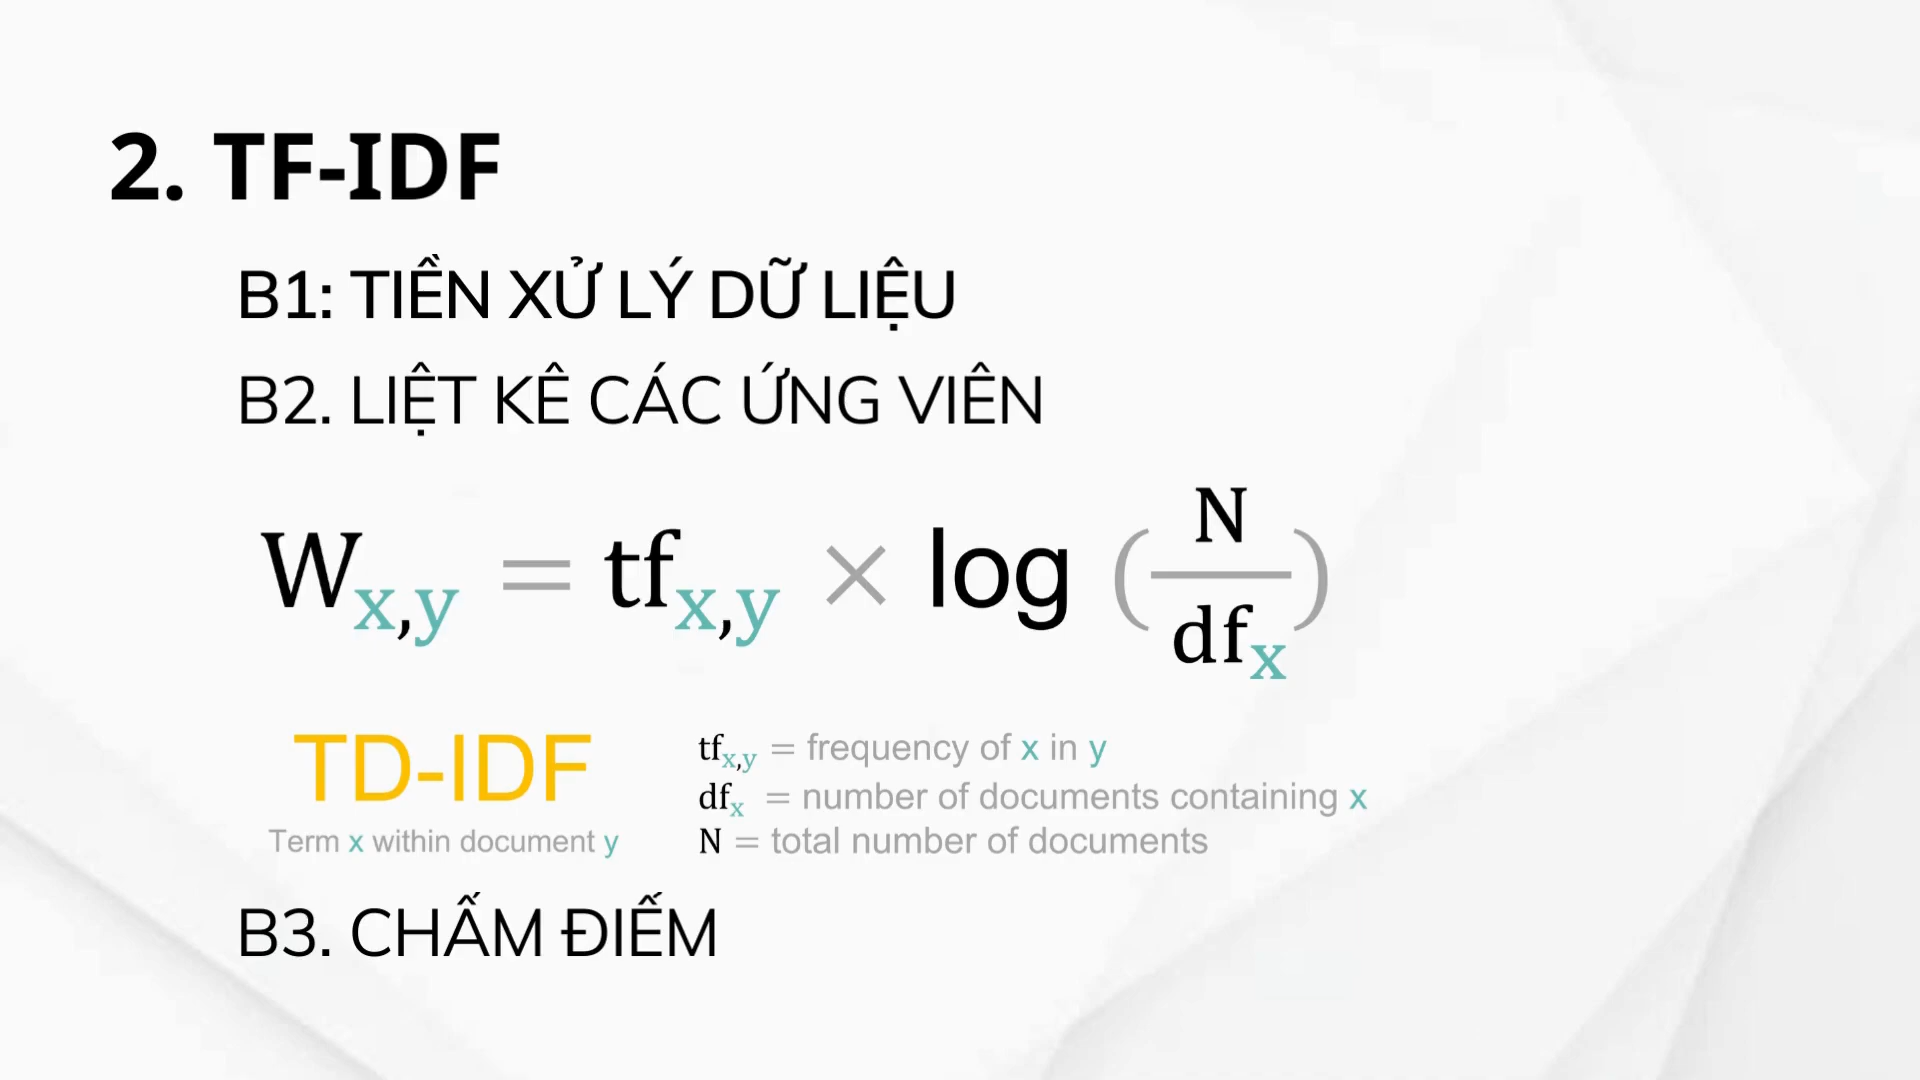 2. TF-IDF
B1: TIỀN XỬ LÝ DỮ LIỆU
B2. LIỆT KÊ CÁC ỨNG VIÊN
Wx,y = tfx,y × log (N/dfx)
TD-IDF
Term x within document y
tfx,y = frequency of x in y
dfx = number of documents containing x
N = total number of documents
B3. CHẤM ĐIẾM